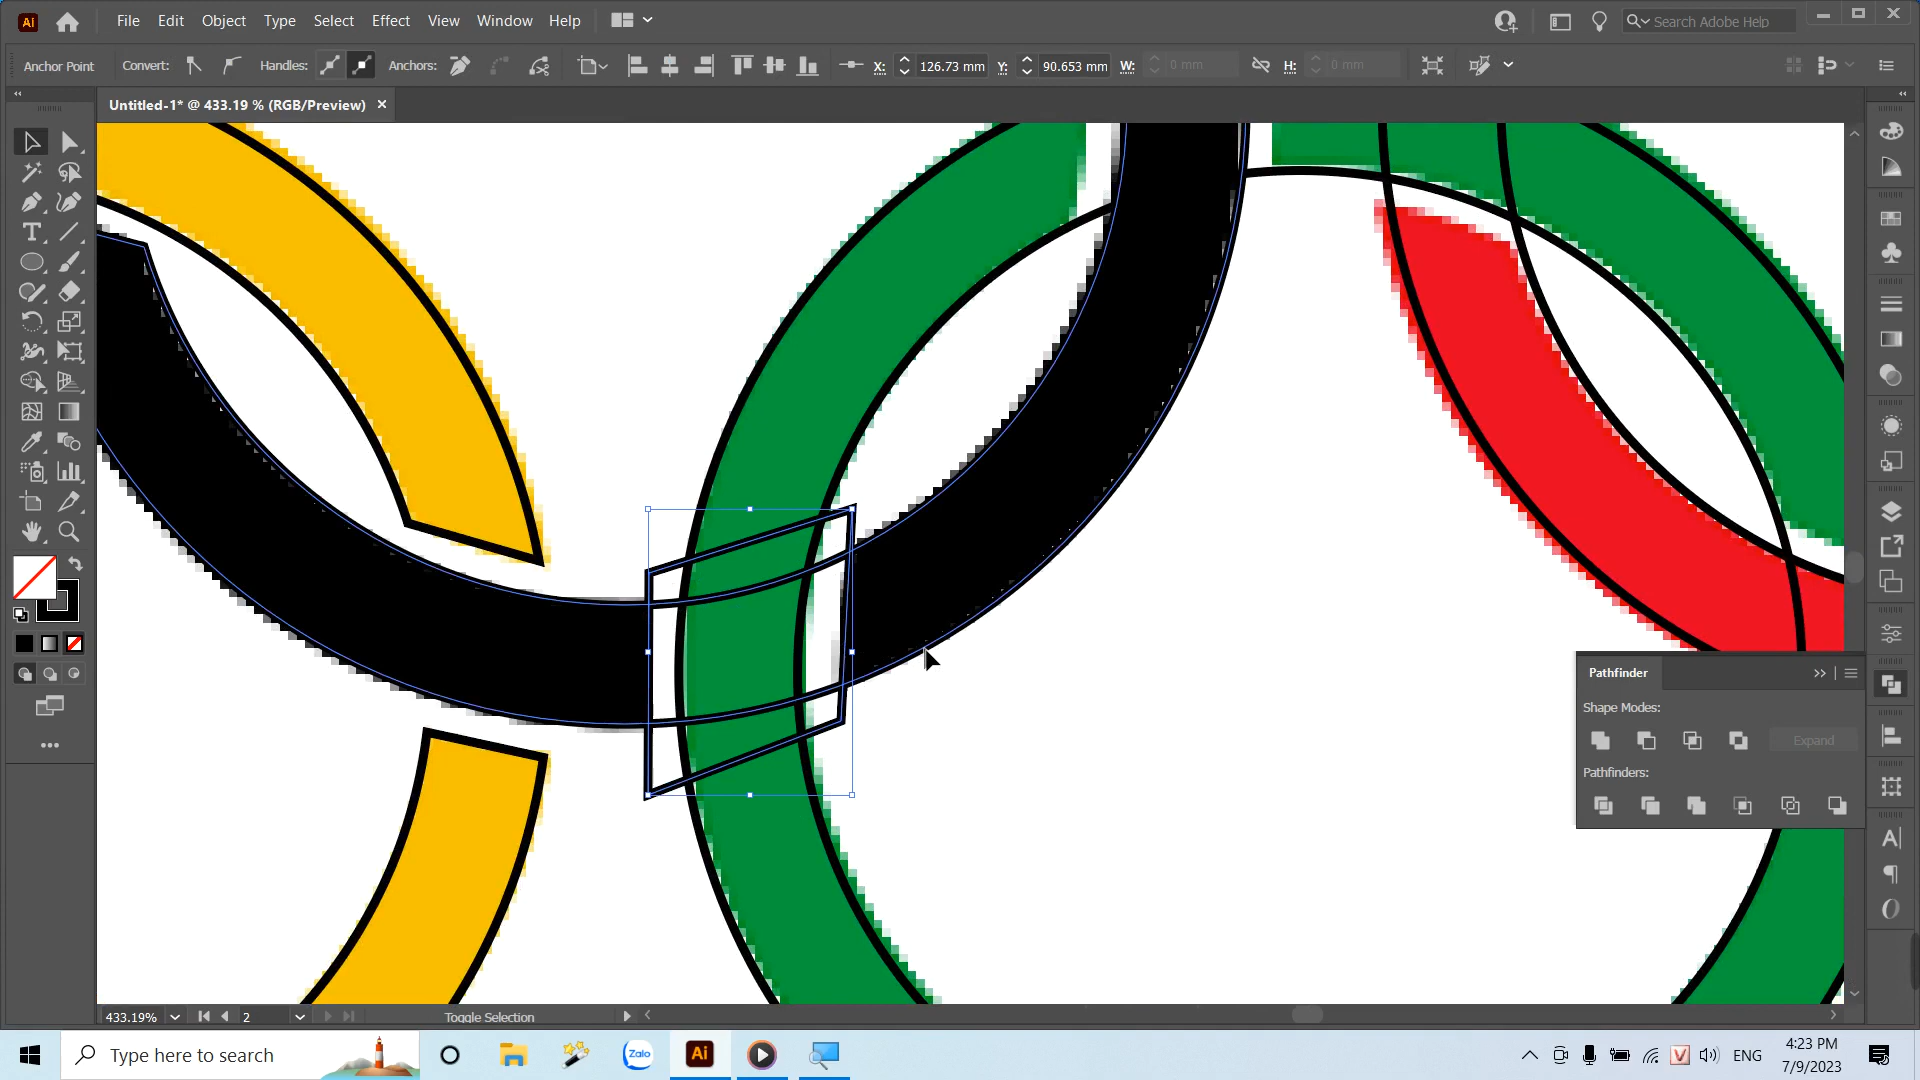 Ai File Edit Object Type Select Effect View Window Help Search Adobe Help
Anchor Point Convert: Handles: Anchors: X: 126.73 mm Y: 90.653 mm W: 0 mm H: 0 mm
Untitled-1* @ 433.19 % (RGB/Preview)
Pathfinder
Shape Modes:
Expand
Pathfinders:
433.19% 2 Toggle Selection
Type here to search Zalo Ai ENG
4:23 PM
7/9/2023